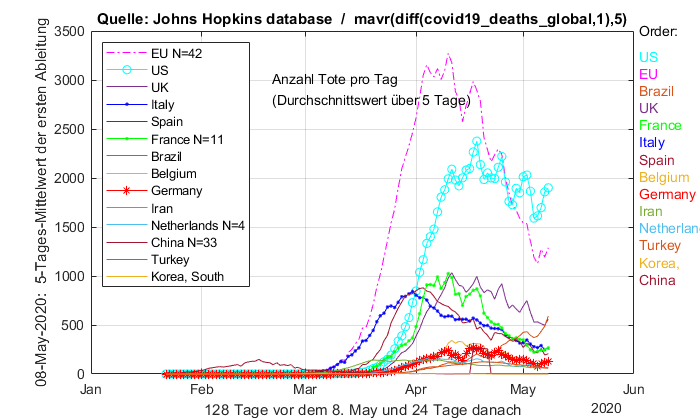 Quelle: Johns Hopkins database / mavr(diff(covid19_deaths_global,1),5)
08-May-2020: 5-Tages-Mittelwert der ersten Ableitung
3500
3000
2500
2000
1500
1000
500
0
EU N=42
US
UK
Italy
Spain
France N=11
Brazil
Belgium
Germany
Iran
Netherlands N=4
China N=33
Turkey
Korea, South
Anzahl Tote pro Tag
(Durchschnittswert über 5 Tage)
Order:
US
EU
Brazil
UK
France
Italy
Spain
Belgium
Germany
Iran
Netherlan
Turkey
Korea,
China
Jan
Feb
Mar
Apr
May
Jun
128 Tage vor dem 8. May und 24 Tage danach
2020